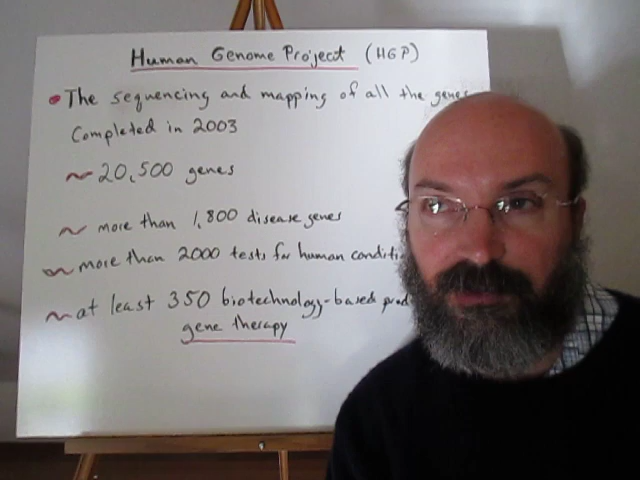 Human Genome Project (HGP)
The sequencing and mapping of all the genes
Completed in 2003
~ 20,500 genes
~ more than 1,800 disease genes
~ more than 2000 tests for human conditi
~ at least 350 biotechnology-based prod
gene therapy